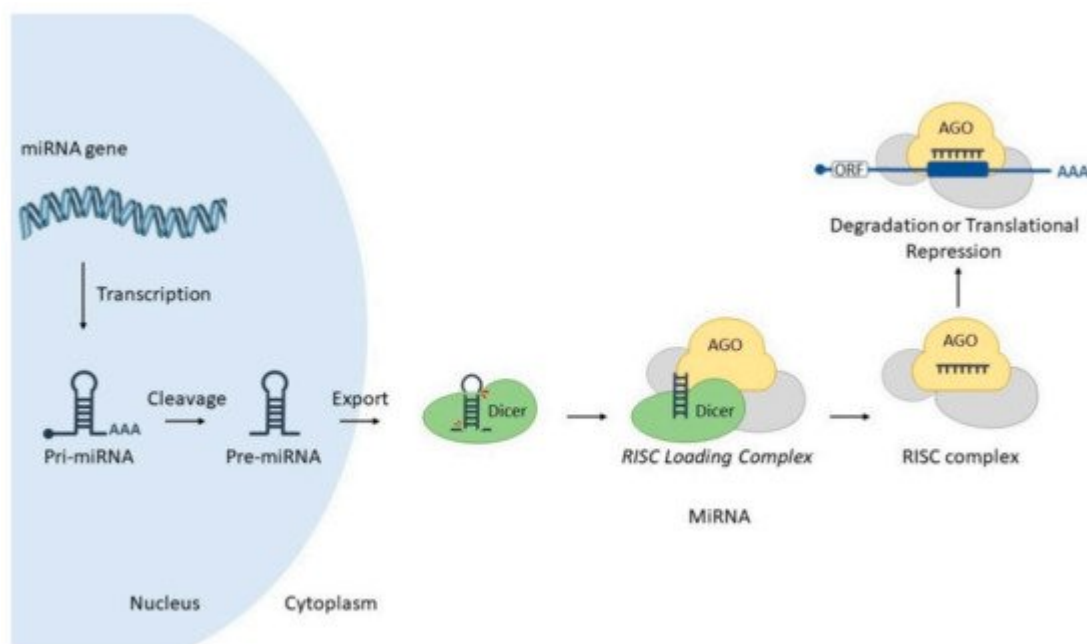 miRNA gene
Transcription
Pri-miRNA
AAA
Cleavage
Pre-miRNA
Export
Dicer
AGO
Dicer
RISC Loading Complex
MiRNA
AGO
RISC complex
AGO
ORF
AAA
Degradation or Translational
Repression
Nucleus
Cytoplasm